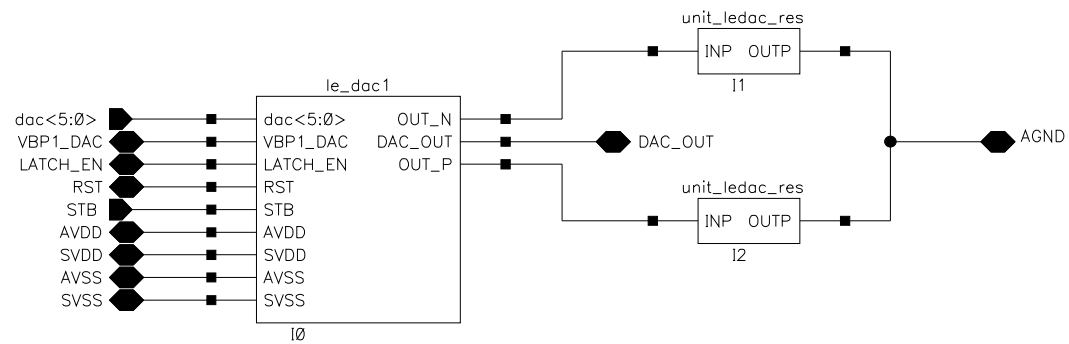 unit_ledac_res
INP OUTP
I1
le_dac1
dac<5:0> dac<5:0> OUT_N
VBP1_DAC VBP1_DAC DAC_OUT DAC_OUT AGND
LATCH_EN LATCH_EN OUT_P
RST RST
unit_ledac_res
STB STB
INP OUTP
AVDD AVDD
I2
SVDD SVDD
AVSS AVSS
SVSS SVSS
I0